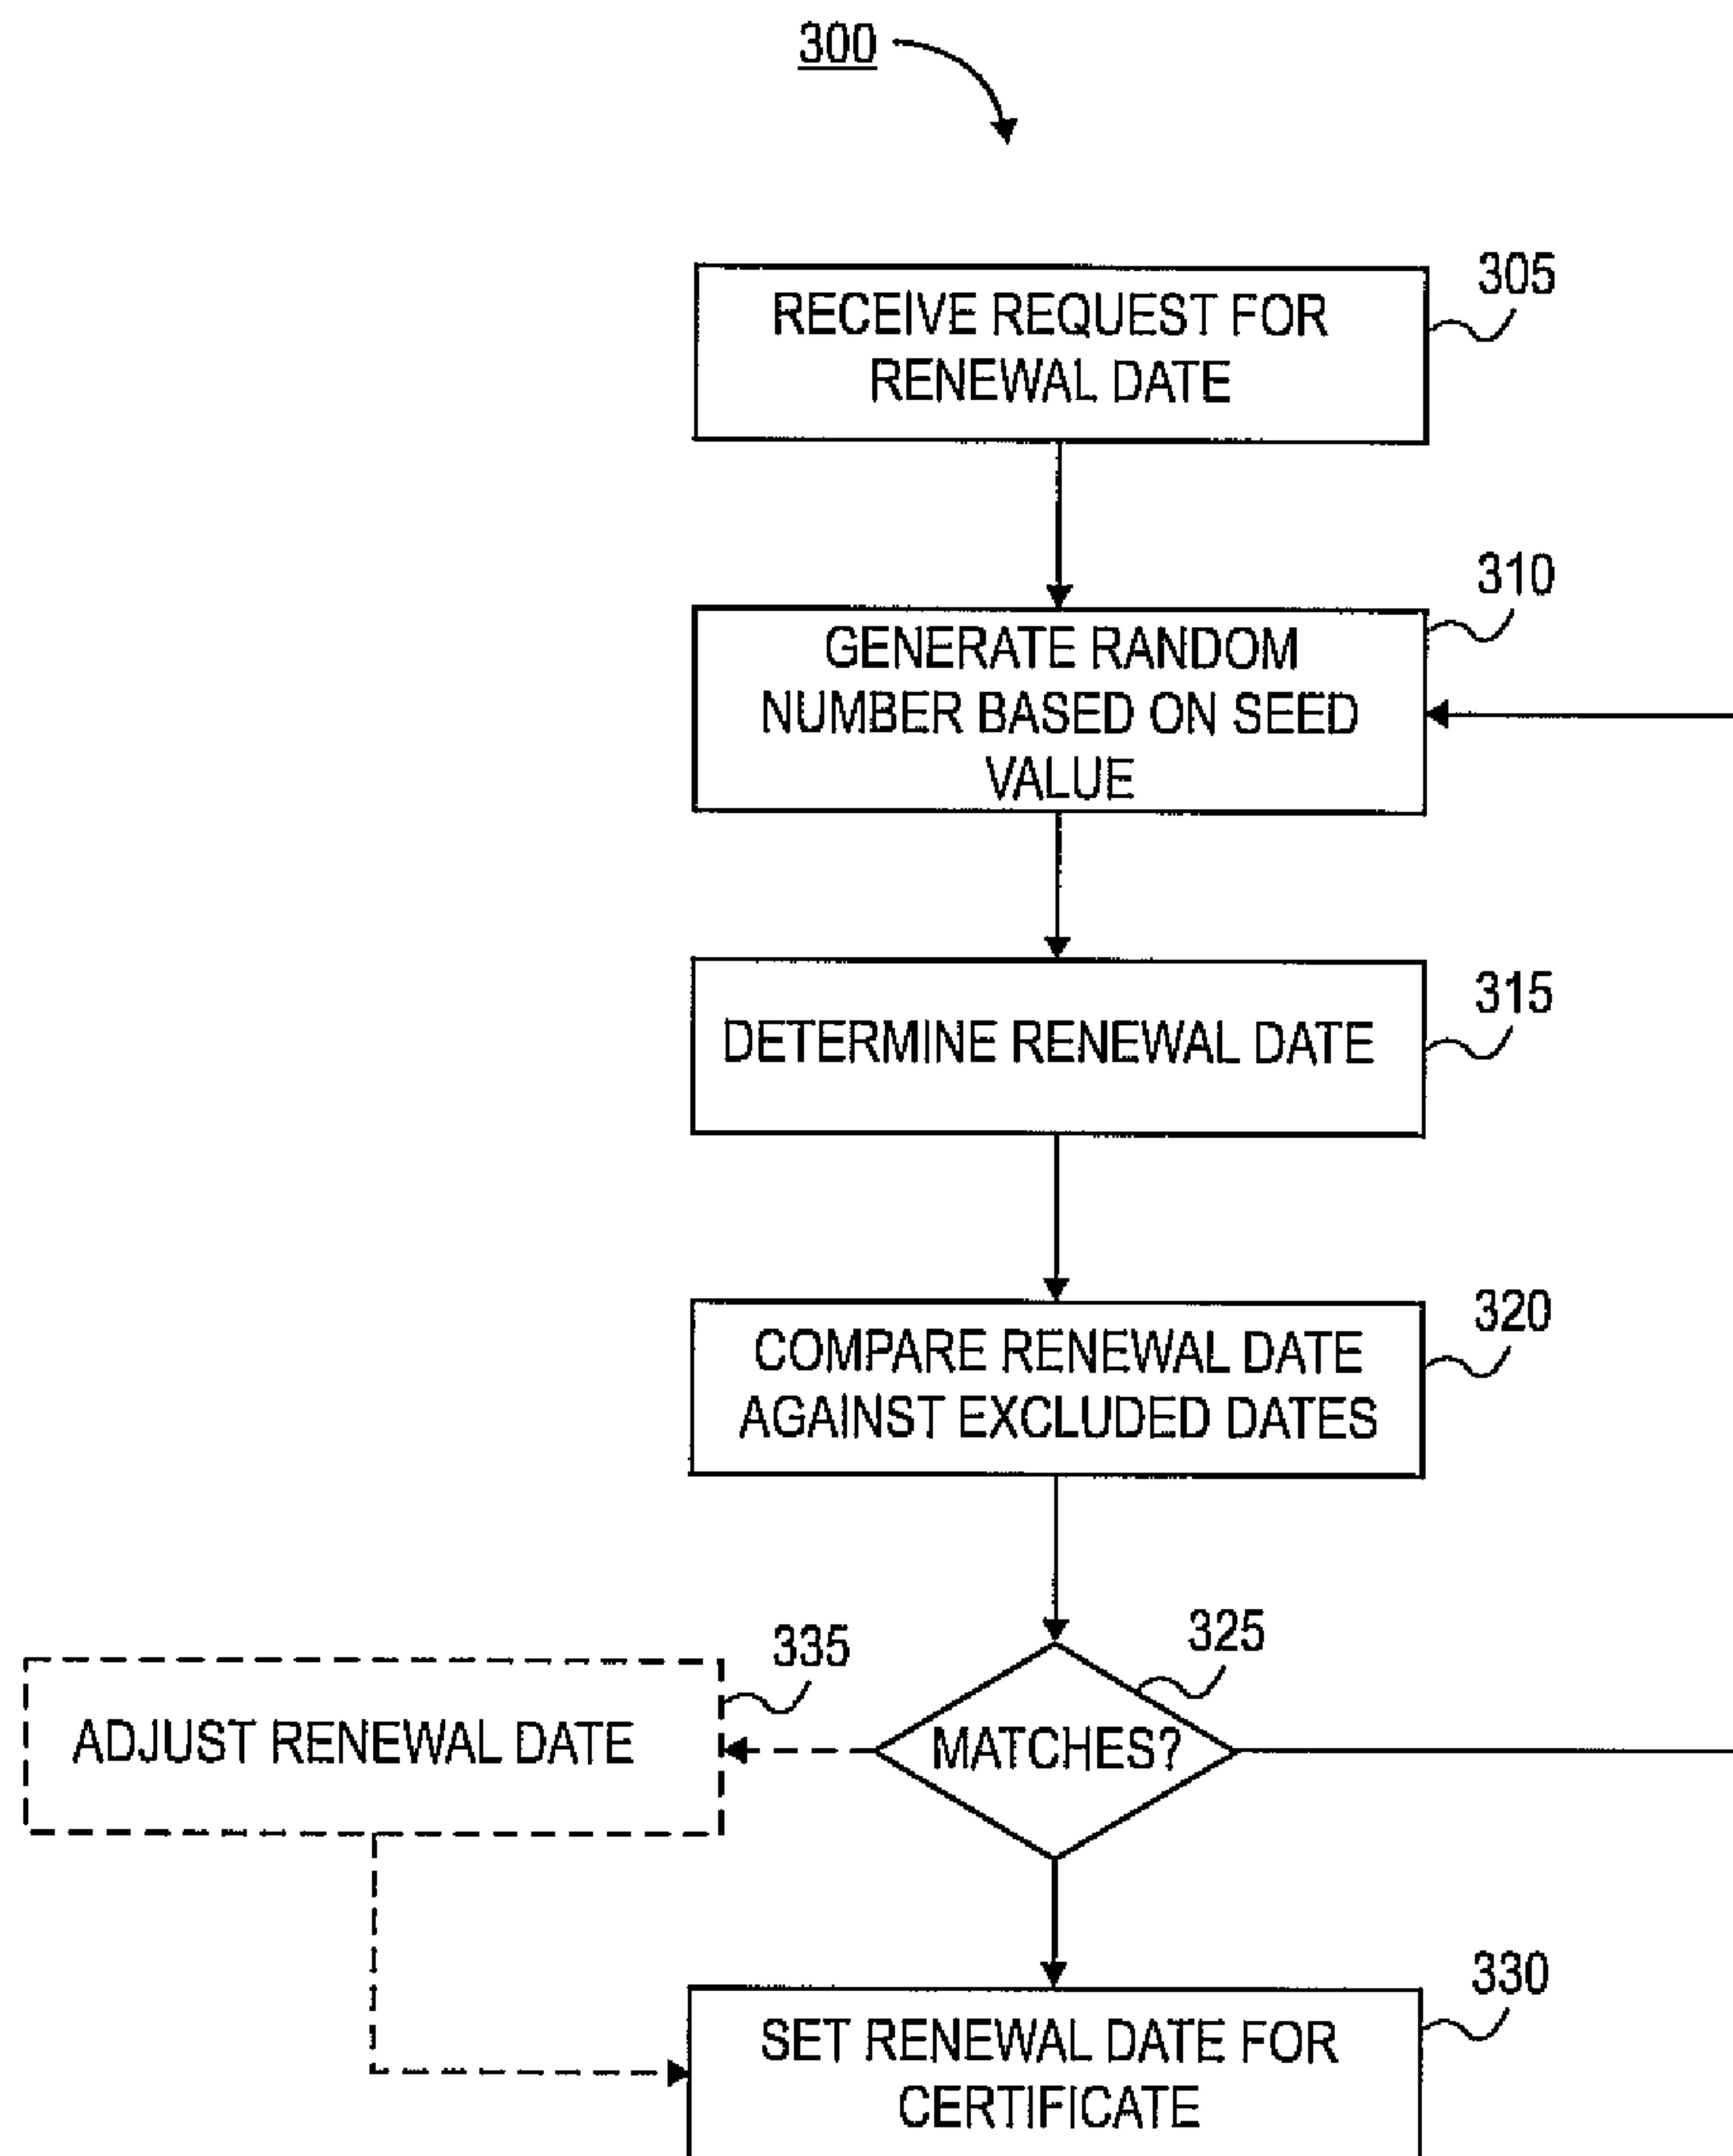 300
305
RECEIVE REQUEST FOR
RENEWAL DATE
310
GENERATE RANDOM
NUMBER BASED ON SEED
VALUE
315
DETERMINE RENEWAL DATE
320
COMPARE RENEWAL DATE
AGAINST EXCLUDED DATES
335
325
ADJUST RENEWAL DATE
MATCHES?
330
SET RENEWAL DATE FOR
CERTIFICATE